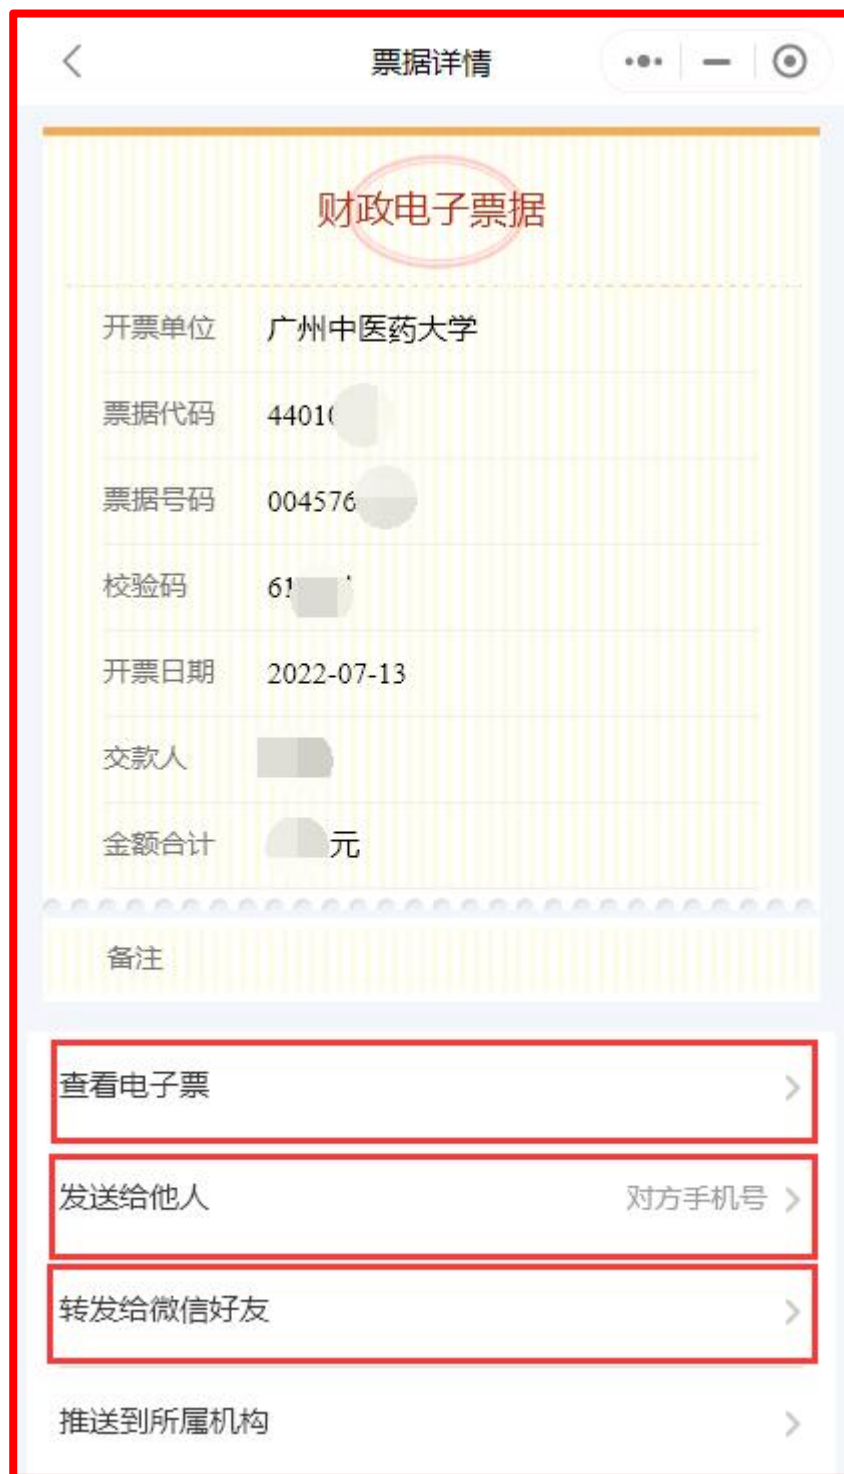 票据详情
财政电子票据
开票单位 广州中医药大学
票据代码 4401
票据号码 004576
校验码 6
开票日期 2022-07-13
交款人
金额合计 元
备注
查看电子票
发送给他人 对方手机号
转发给微信好友
推送到所属机构